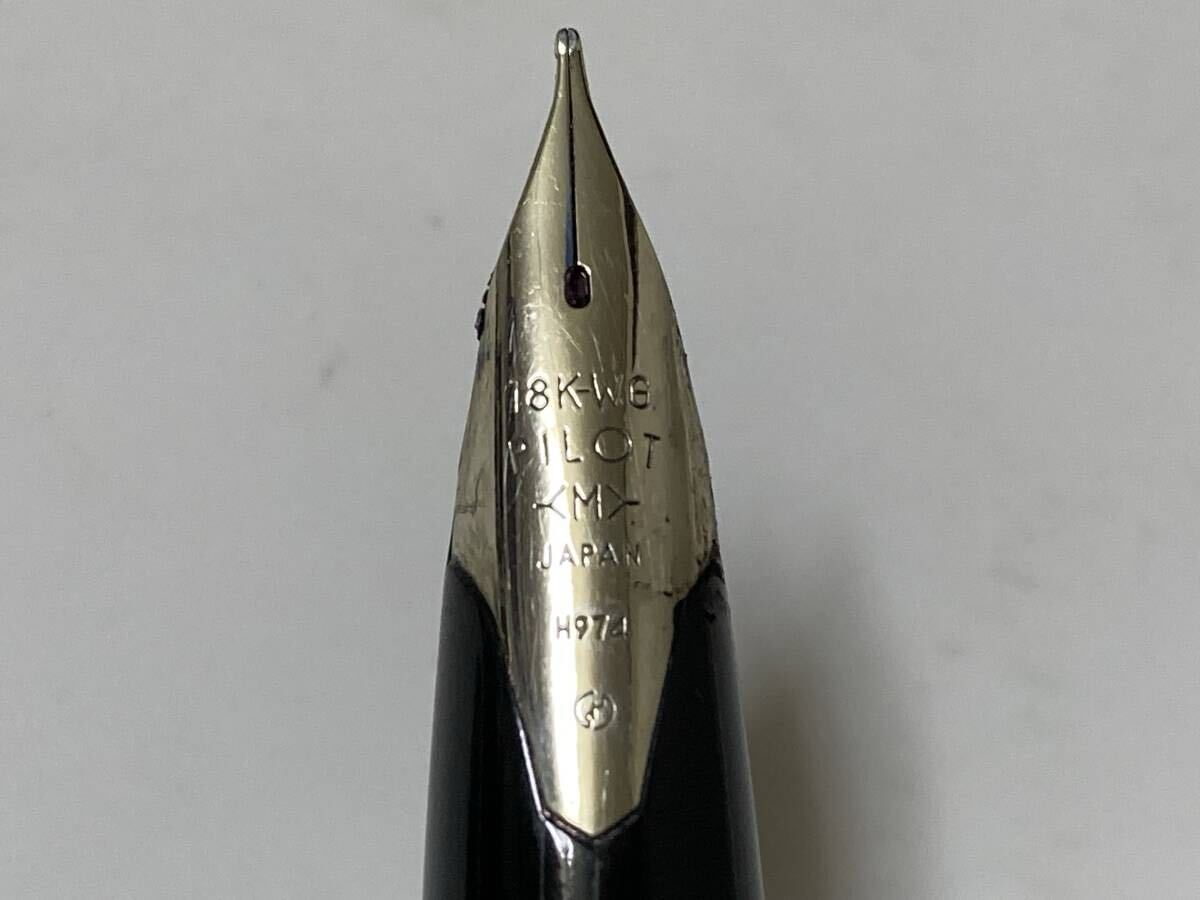 18K-WG
PILOT
<M>
JAPAN
H974